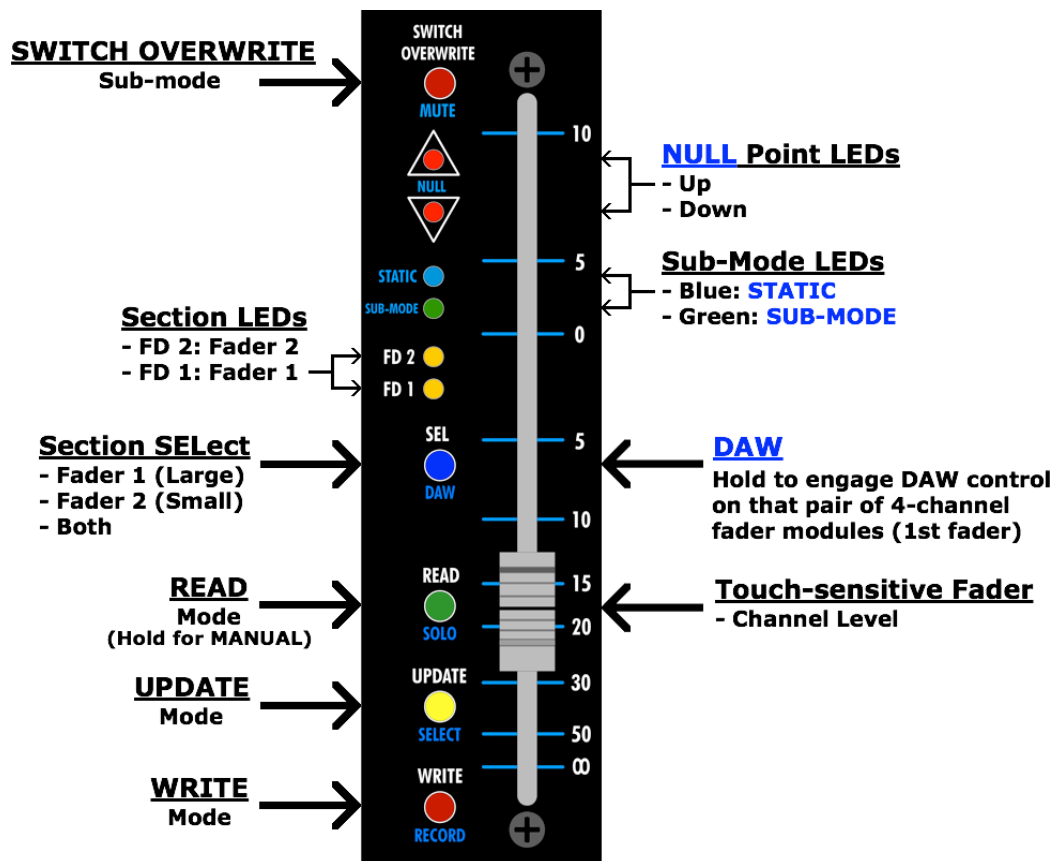 SWITCH OVERWRITE
Sub-mode
SWITCH
OVERWRITE
MUTE
NULL
STATIC
SUB-MODE
FD 2
FD 1
SEL
DAW
READ
SOLO
UPDATE
SELECT
WRITE
RECORD
10
5
0
5
10
15
20
30
50
∞
NULL Point LEDs
- Up
- Down
Sub-Mode LEDs
- Blue: STATIC
- Green: SUB-MODE
Section LEDs
- FD 2: Fader 2
- FD 1: Fader 1
Section SELect
- Fader 1 (Large)
- Fader 2 (Small)
- Both
DAW
Hold to engage DAW control
on that pair of 4-channel
fader modules (1st fader)
READ
Mode
(Hold for MANUAL)
Touch-sensitive Fader
- Channel Level
UPDATE
Mode
WRITE
Mode